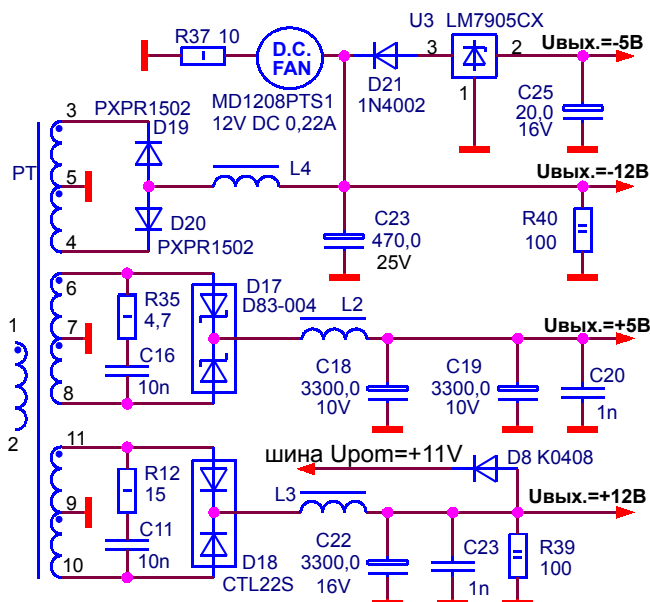 U3 LM7905CX
R37 10
D.C.
FAN
3
2
Uвых.=-5В
D21
1N4002
1
MD1208PTS1
12V DC 0,22A
C25
20,0
16V
3
PXPR1502
D19
L4
PT
5
Uвых.=-12В
D20
4
PXPR1502
C23
470,0
25V
R40
100
6
D17
D83-004
R35
4,7
L2
1
7
Uвых.=+5В
C16
10n
C18
3300,0
10V
C19
3300,0
10V
C20
1n
8
2
11
шина Upom=+11V
D8 K0408
R12
15
L3
9
Uвых.=+12В
C11
10n
C22
3300,0
16V
C23
1n
R39
100
10
D18
CTL22S